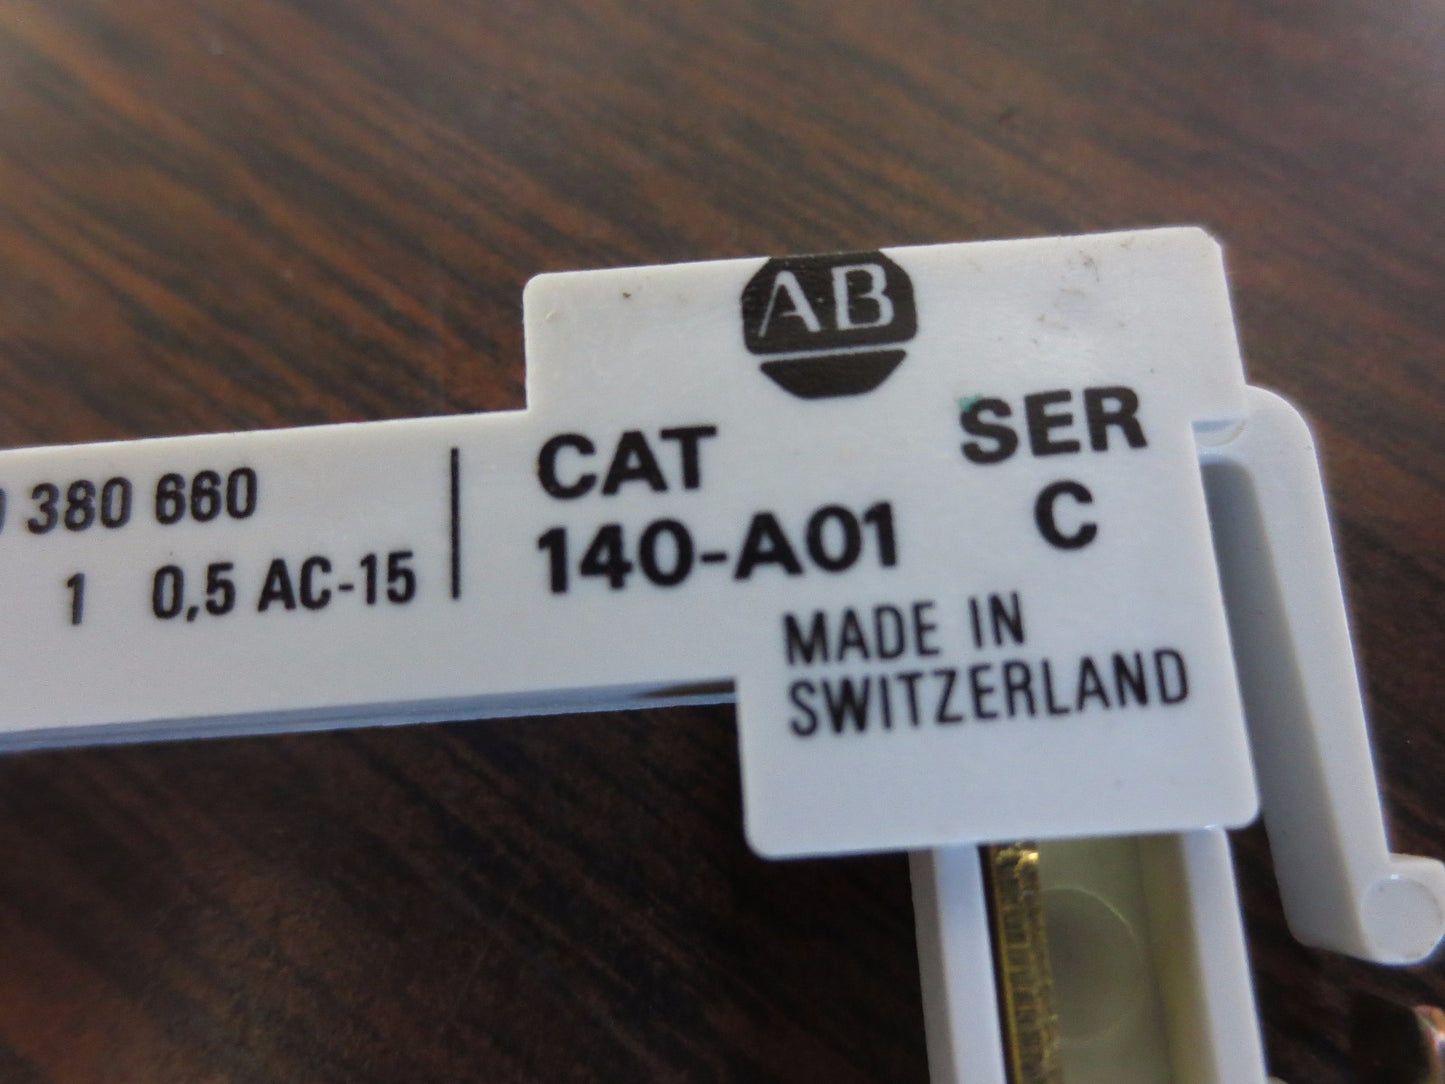 AB
CAT SER
140-A01 C
MADE IN
SWITZERLAND
380 660
1 0,5 AC-15